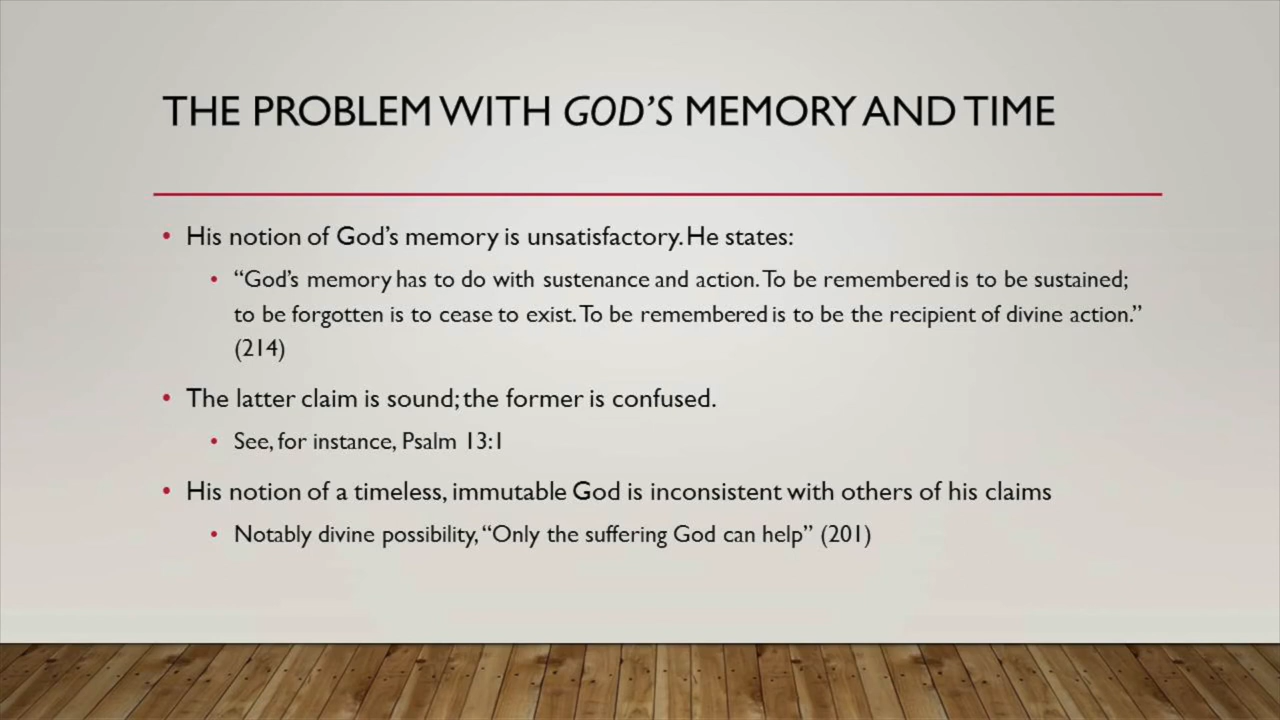 THE PROBLEM WITH GOD’S MEMORY AND TIME
• His notion of God’s memory is unsatisfactory. He states:
• “God’s memory has to do with sustenance and action. To be remembered is to be sustained;
to be forgotten is to cease to exist. To be remembered is to be the recipient of divine action.”
(214)
• The latter claim is sound; the former is confused.
• See, for instance, Psalm 13:1
• His notion of a timeless, immutable God is inconsistent with others of his claims
• Notably divine possibility, “Only the suffering God can help” (201)